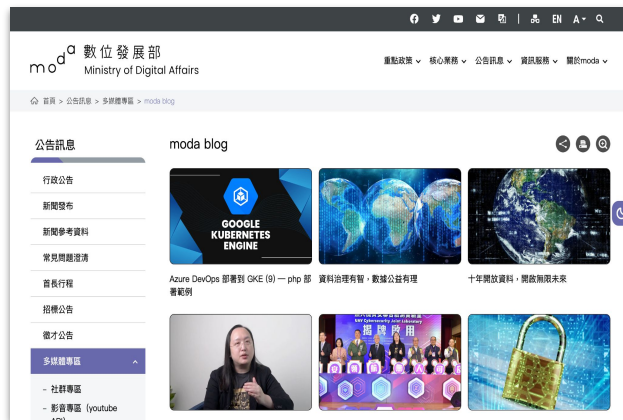 EN A
moda
數位發展部
Ministry of Digital Affairs
重點政策 核心業務 公告訊息 資訊服務 關於moda
首頁 > 公告訊息 > 多媒體專區 > moda blog
公告訊息
行政公告
新聞發布
新聞參考資料
常見問題澄清
首長行程
招標公告
徵才公告
多媒體專區
- 社群專區
- 影音專區 (youtube
moda blog
GOOGLE
KUBERNETES
ENGINE
Azure DevOps 部署到 GKE (9) — php 部
署範例
資料治理有智，數據公益有理
十年開放資料，開啟無限未來
Cybersecurity Joint Laboratory
揭牌啟用